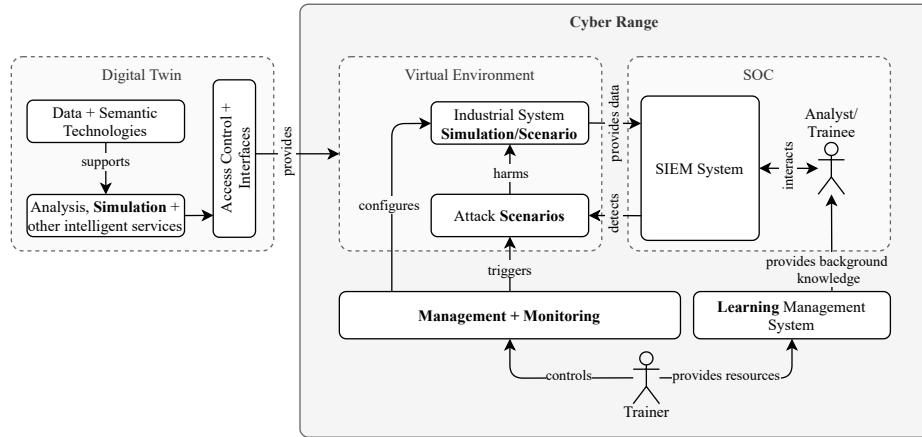 Cyber Range
Digital Twin
Data + Semantic
Technologies
supports
Analysis, Simulation +
other intelligent services
Access Control +
Interfaces
provides
Virtual Environment
Industrial System
Simulation/Scenario
harms
configures
Attack Scenarios
triggers
provides data
detects
SOC
SIEM System
interacts
Analyst/
Trainee
provides background
knowledge
Management + Monitoring
Learning Management
System
controls
provides resources
Trainer